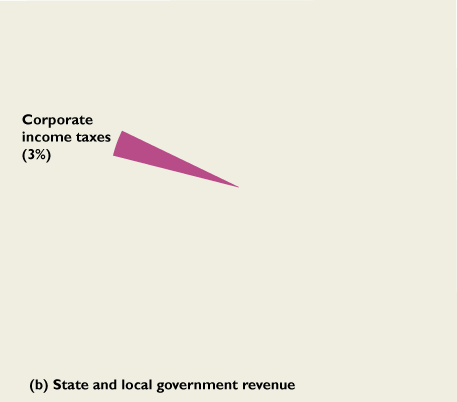 Corporate
income taxes
(3%)
(b) State and local government revenue